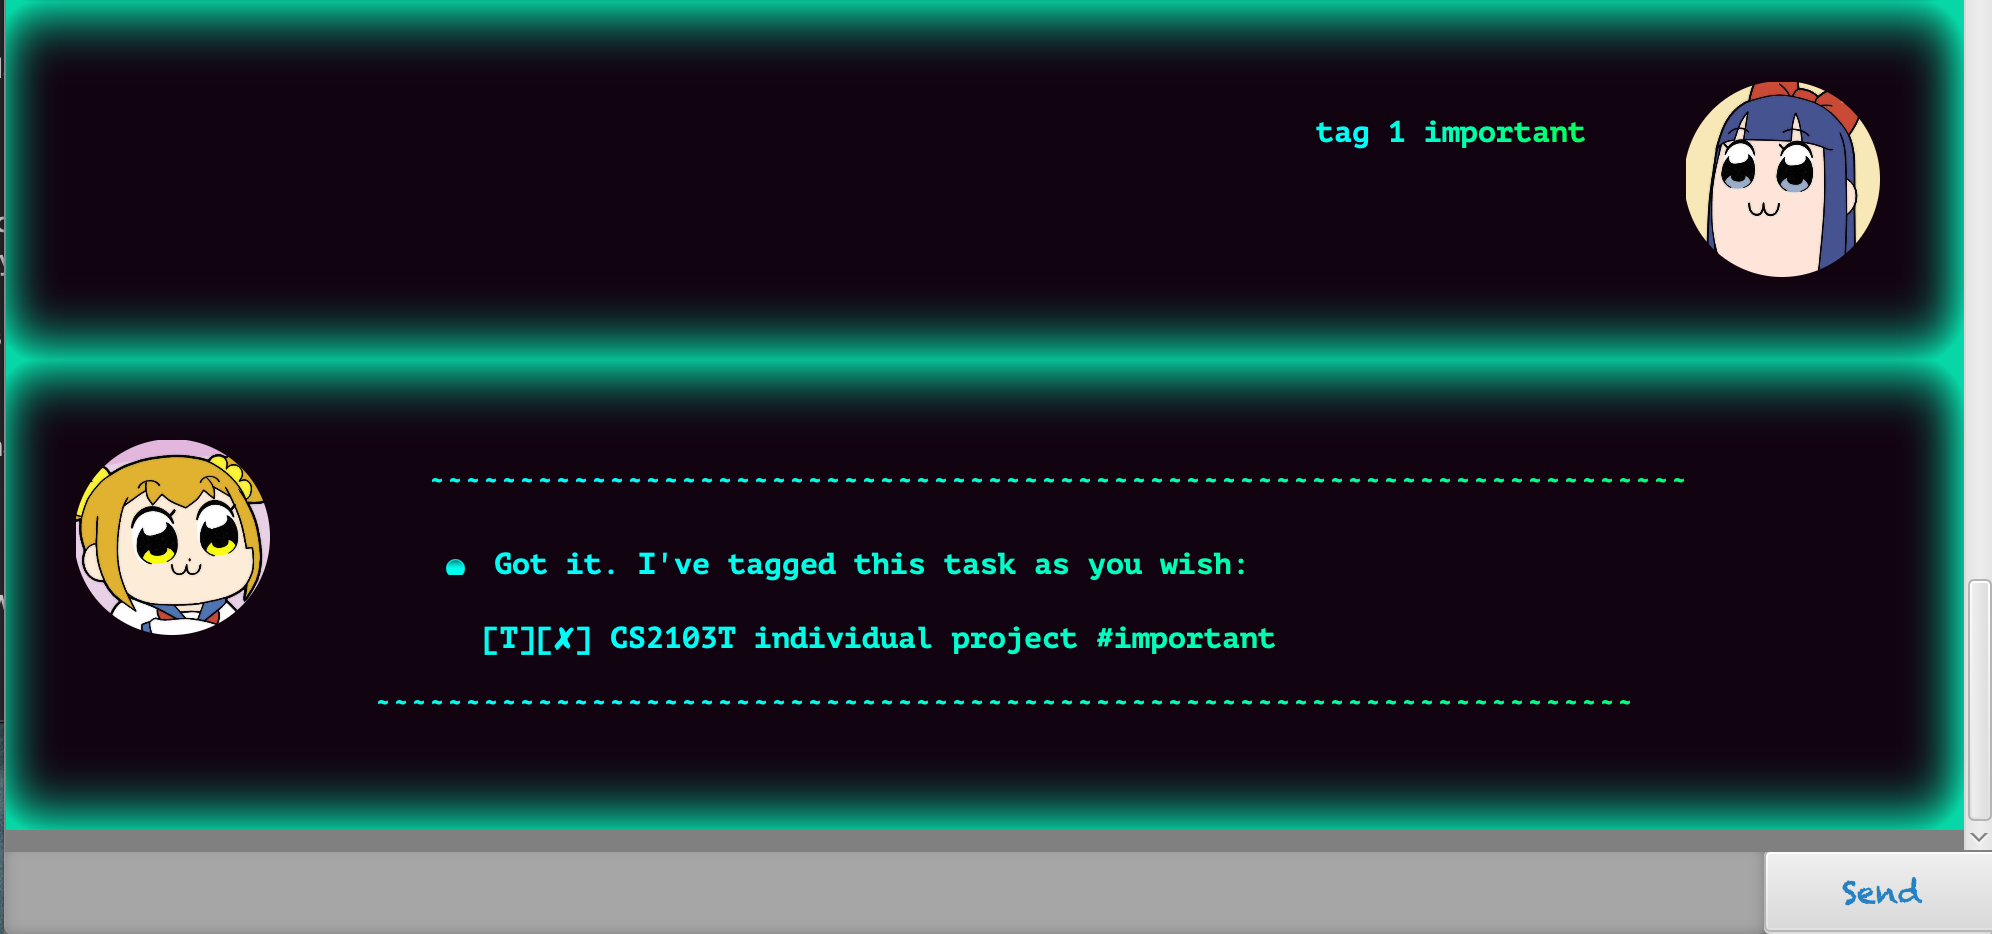 tag 1 important
~~~~~~~~~~~~~~~~~~~~~~~~~~~~~~~~~~~~~~~~~~~~~~~~~~~~~~~~~~~~~~~~~~~~~~
Got it. I've tagged this task as you wish:
[T][✘] CS2103T individual project #important
~~~~~~~~~~~~~~~~~~~~~~~~~~~~~~~~~~~~~~~~~~~~~~~~~~~~~~~~~~~~~~~~~~~~~~
Send